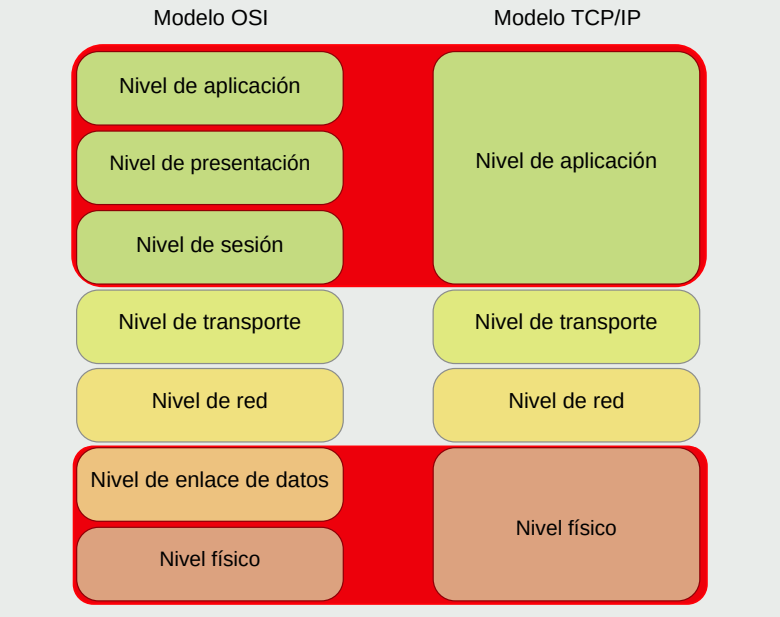 Modelo OSI
Modelo TCP/IP
Nivel de aplicación
Nivel de presentación
Nivel de sesión
Nivel de aplicación
Nivel de transporte
Nivel de transporte
Nivel de red
Nivel de red
Nivel de enlace de datos
Nivel físico
Nivel físico